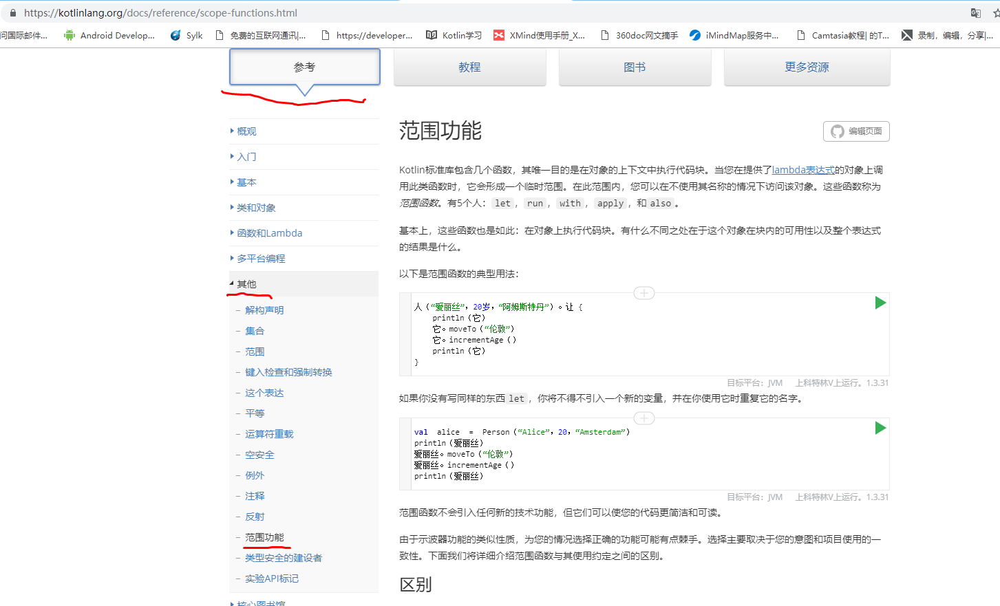 https://kotlinlang.org/docs/reference/scope-functions.html
问国际邮件... Android Develop... Sylk 免费的互联网通讯|... https://developer... Kotlin学习 XMind使用手册_X... 360doc网文摘手 iMindMap服务中... Camtasia教程| 的T... 录制，编辑，分享|...
参考 教程 图书 更多资源
概观
入门
基本
类和对象
函数和Lambda
多平台编程
其他
解构声明
集合
范围
键入检查和强制转换
这个表达
平等
运算符重载
空安全
例外
注释
反射
范围功能
类型安全的建设者
实验API标记
核心图书馆
范围功能
编辑页面
Kotlin标准库包含几个函数，其唯一目的是在对象的上下文中执行代码块。当您在提供了lambda表达式的对象上调
用此类函数时，它会形成一个临时范围。在此范围内，您可以在不使用其名称的情况下访问该对象。这些函数称为
范围函数。有5个人：let，run，with，apply，和also。
基本上，这些函数也是如此：在对象上执行代码块。有什么不同之处在于这个对象在块内的可用性以及整个表达式
的结果是什么。
以下是范围函数的典型用法：
人（“爱丽丝”，20岁，“阿姆斯特丹”）。让 {
println（它）
它。moveTo（“伦敦”）
它。incrementAge（）
println（它）
}
目标平台：JVM 上科特林V上运行。1.3.31
如果你没有写同样的东西let，你将不得不引入一个新的变量，并在你使用它时重复它的名字。
val alice = Person（“Alice”，20，“Amsterdam”）
println（爱丽丝）
爱丽丝。moveTo（“伦敦”）
爱丽丝。incrementAge（）
println（爱丽丝）
目标平台：JVM 上科特林V上运行。1.3.31
范围函数不会引入任何新的技术功能，但它们可以使您的代码更简洁和可读。
由于示波器功能的类似性质，为您的情况选择正确的功能可能有点棘手。选择主要取决于您的意图和项目使用的一
致性。下面我们将详细介绍范围函数与其使用约定之间的区别。
区别